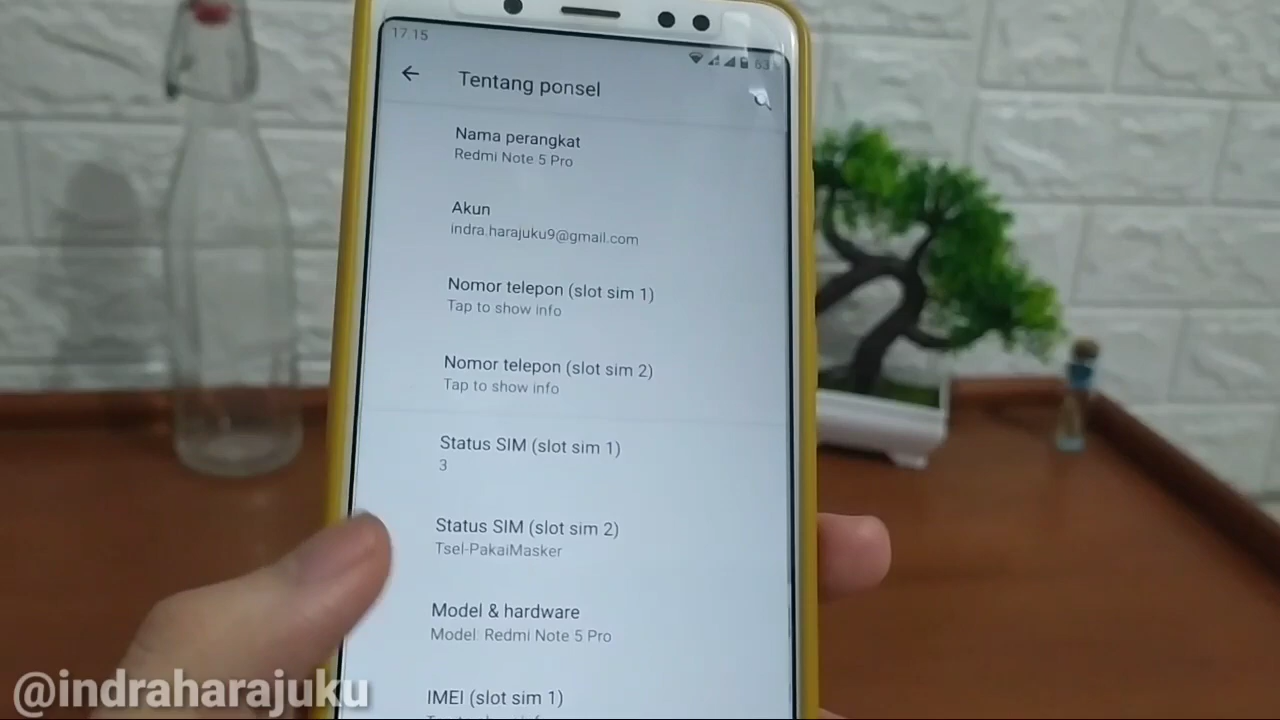 17.15
63
Tentang ponsel
Nama perangkat
Redmi Note 5 Pro
Akun
indra.harajuku9@gmail.com
Nomor telepon (slot sim 1)
Tap to show info
Nomor telepon (slot sim 2)
Tap to show info
Status SIM (slot sim 1)
3
Status SIM (slot sim 2)
Tsel-PakaiMasker
Model & hardware
Model: Redmi Note 5 Pro
IMEI (slot sim 1)
@indraharajuku